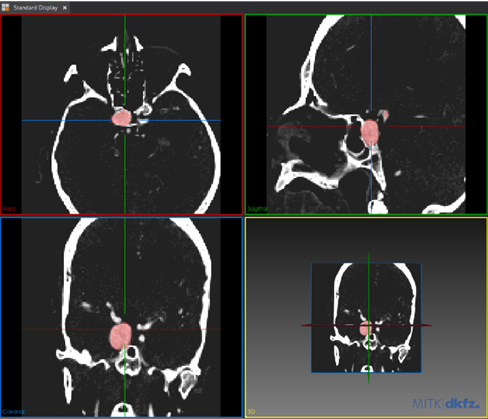 Standard Display
Axial
Sagittal
Coronal
3D
MITK dkfz.